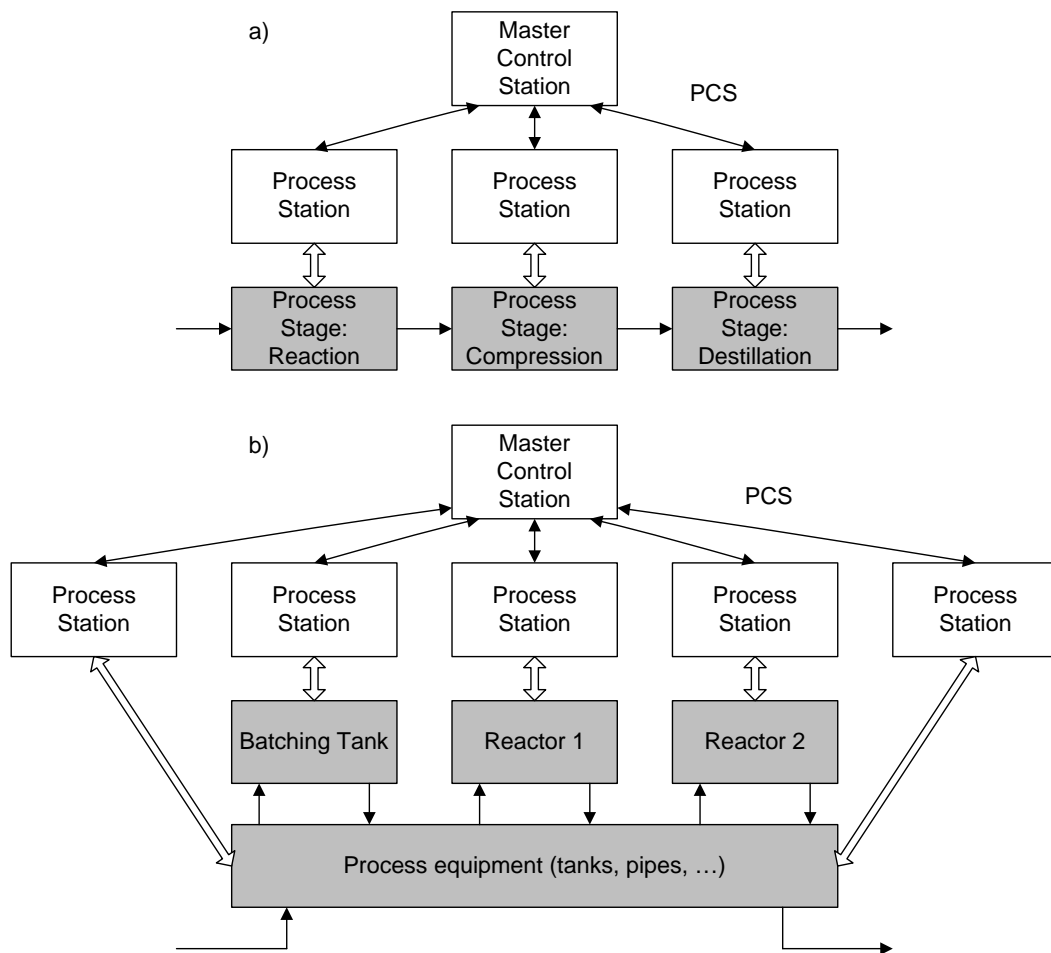 a)
Master
Control
Station
PCS
Process
Station
Process
Station
Process
Station
Process
Stage:
Reaction
Process
Stage:
Compression
Process
Stage:
Destillation
b)
Master
Control
Station
PCS
Process
Station
Process
Station
Process
Station
Process
Station
Process
Station
Batching Tank
Reactor 1
Reactor 2
Process equipment (tanks, pipes, …)